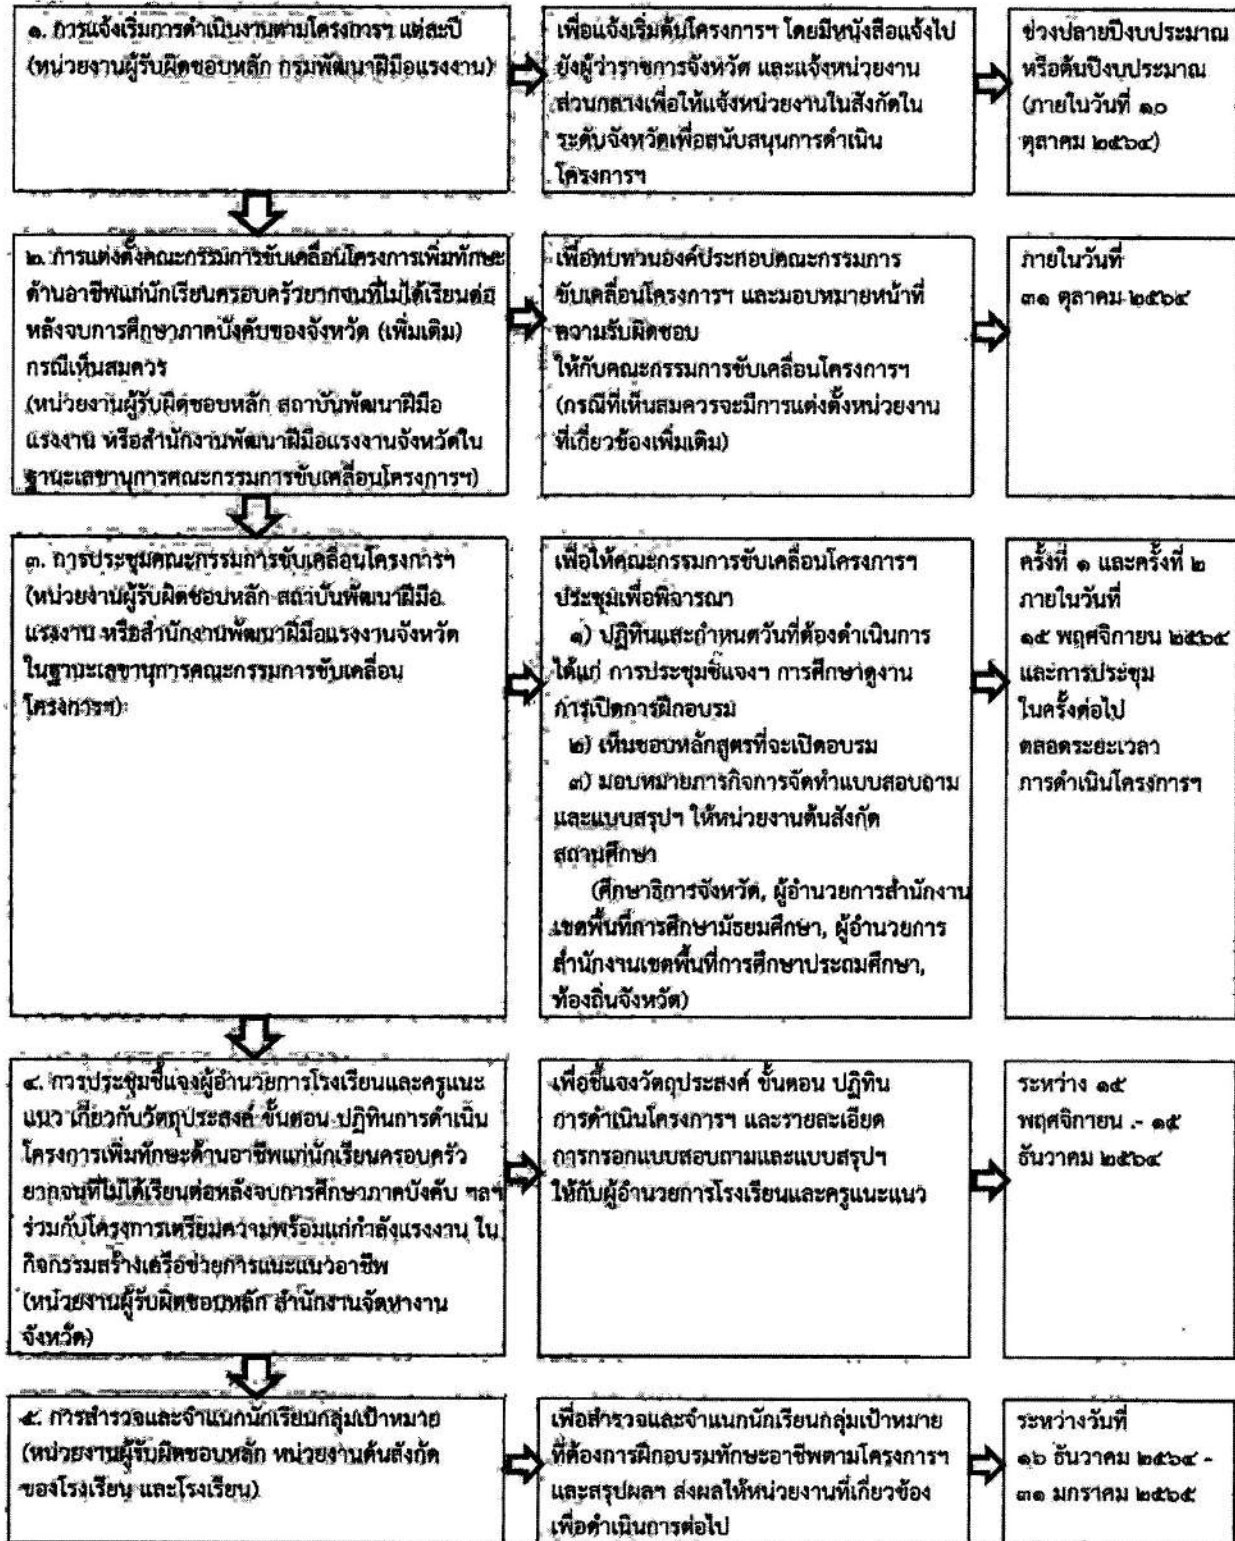 ๑. การแจ้งเริ่มการดำเนินงานตามโครงการฯ แต่ละปี
(หน่วยงานผู้รับผิดชอบหลัก กรมพัฒนาฝีมือแรงงาน)
เพื่อแจ้งเริ่มต้นโครงการฯ โดยมีหนังสือแจ้งไป
ยังผู้ว่าราชการจังหวัด และแจ้งหน่วยงาน
ส่วนกลางเพื่อให้แจ้งหน่วยงานในสังกัดใน
ระดับจังหวัดเพื่อสนับสนุนการดำเนิน
โครงการฯ
ช่วงปลายปีงบประมาณ
หรือต้นปีงบประมาณ
(ภายในวันที่ ๑๐
ตุลาคม ๒๕๖๔)
๒. การแต่งตั้งคณะกรรมการขับเคลื่อนโครงการเพิ่มทักษะ
ด้านอาชีพแก่นักเรียนครอบครัวยากจนที่ไม่ได้เรียนต่อ
หลังจบการศึกษาภาคบังคับของจังหวัด (เพิ่มเติม)
กรณีเห็นสมควร
(หน่วยงานผู้รับผิดชอบหลัก สถาบันพัฒนาฝีมือ
แรงงาน หรือสำนักงานพัฒนาฝีมือแรงงานจังหวัดใน
ฐานะเลขานุการคณะกรรมการขับเคลื่อนโครงการฯ)
เพื่อทบทวนองค์ประกอบคณะกรรมการ
ขับเคลื่อนโครงการฯ และมอบหมายหน้าที่
ความรับผิดชอบ
ให้กับคณะกรรมการขับเคลื่อนโครงการฯ
(กรณีที่เห็นสมควรจะมีการแต่งตั้งหน่วยงาน
ที่เกี่ยวข้องเพิ่มเติม)
ภายในวันที่
๓๑ ตุลาคม ๒๕๖๔
๓. การประชุมคณะกรรมการขับเคลื่อนโครงการฯ
(หน่วยงานผู้รับผิดชอบหลัก สถาบันพัฒนาฝีมือ
แรงงาน หรือสำนักงานพัฒนาฝีมือแรงงานจังหวัด
ในฐานะเลขานุการคณะกรรมการขับเคลื่อน
โครงการฯ)
เพื่อให้คณะกรรมการขับเคลื่อนโครงการฯ
ประชุมเพื่อพิจารณา
๑) ปฏิทินและกำหนดวันที่ต้องดำเนินการ
ได้แก่ การประชุมชี้แจงฯ การศึกษาดูงาน
การเปิดการฝึกอบรม
๒) เห็นชอบหลักสูตรที่จะเปิดอบรม
๓) มอบหมายภารกิจการจัดทำแบบสอบถาม
และแบบสรุปฯ ให้หน่วยงานต้นสังกัด
สถานศึกษา
(ศึกษาธิการจังหวัด, ผู้อำนวยการสำนักงาน
เขตพื้นที่การศึกษามัธยมศึกษา, ผู้อำนวยการ
สำนักงานเขตพื้นที่การศึกษาประถมศึกษา,
ท้องถิ่นจังหวัด)
ครั้งที่ ๑ และครั้งที่ ๒
ภายในวันที่
๑๕ พฤศจิกายน ๒๕๖๔
และการประชุม
ในครั้งต่อไป
ตลอดระยะเวลา
การดำเนินโครงการฯ
๔. การประชุมชี้แจงผู้อำนวยการโรงเรียนและครูแนะ
แนว เกี่ยวกับวัตถุประสงค์ ขั้นตอน ปฏิทินการดำเนิน
โครงการเพิ่มทักษะด้านอาชีพแก่นักเรียนครอบครัว
ยากจนที่ไม่ได้เรียนต่อหลังจบการศึกษาภาคบังคับ ฯลฯ
ร่วมกับโครงการเตรียมความพร้อมแก่กำลังแรงงาน ใน
กิจกรรมสร้างเครือข่ายการแนะแนวอาชีพ
(หน่วยงานผู้รับผิดชอบหลัก สำนักงานจัดหางาน
จังหวัด)
เพื่อชี้แจงวัตถุประสงค์ ขั้นตอน ปฏิทิน
การดำเนินโครงการฯ และรายละเอียด
การกรอกแบบสอบถามและแบบสรุปฯ
ให้กับผู้อำนวยการโรงเรียนและครูแนะแนว
ระหว่าง ๑๕
พฤศจิกายน - ๑๕
ธันวาคม ๒๕๖๔
๕. การสำรวจและจำแนกนักเรียนกลุ่มเป้าหมาย
(หน่วยงานผู้รับผิดชอบหลัก หน่วยงานต้นสังกัด
ของโรงเรียน และโรงเรียน)
เพื่อสำรวจและจำแนกนักเรียนกลุ่มเป้าหมาย
ที่ต้องการฝึกอบรมทักษะอาชีพตามโครงการฯ
และสรุปผลฯ ส่งผลให้หน่วยงานที่เกี่ยวข้อง
เพื่อดำเนินการต่อไป
ระหว่างวันที่
๑๖ ธันวาคม ๒๕๖๔ -
๓๑ มกราคม ๒๕๖๕